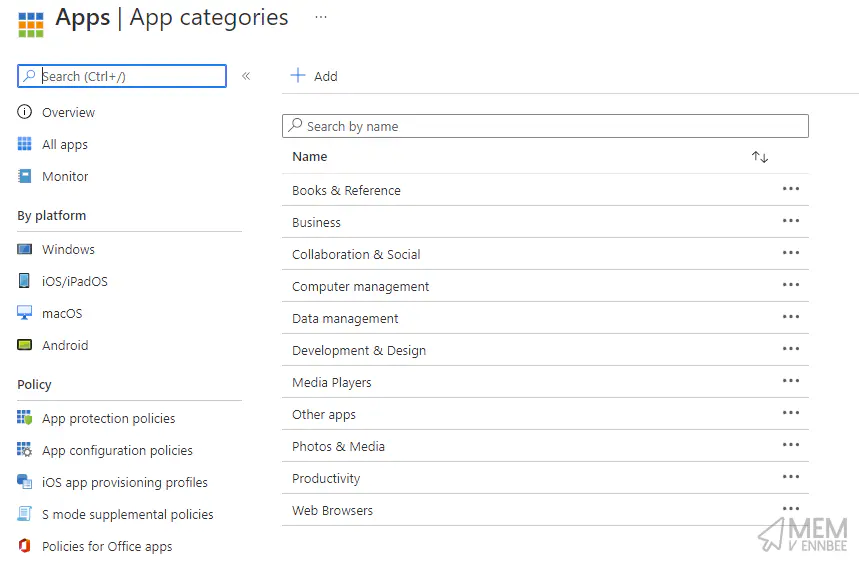 Apps | App categories ...
Search (Ctrl+/)
«
Overview
All apps
Monitor
By platform
Windows
iOS/iPadOS
macOS
Android
Policy
App protection policies
App configuration policies
iOS app provisioning profiles
S mode supplemental policies
Policies for Office apps
+ Add
Search by name
Name
Books & Reference
Business
Collaboration & Social
Computer management
Data management
Development & Design
Media Players
Other apps
Photos & Media
Productivity
Web Browsers
MEM
V ENNBEE